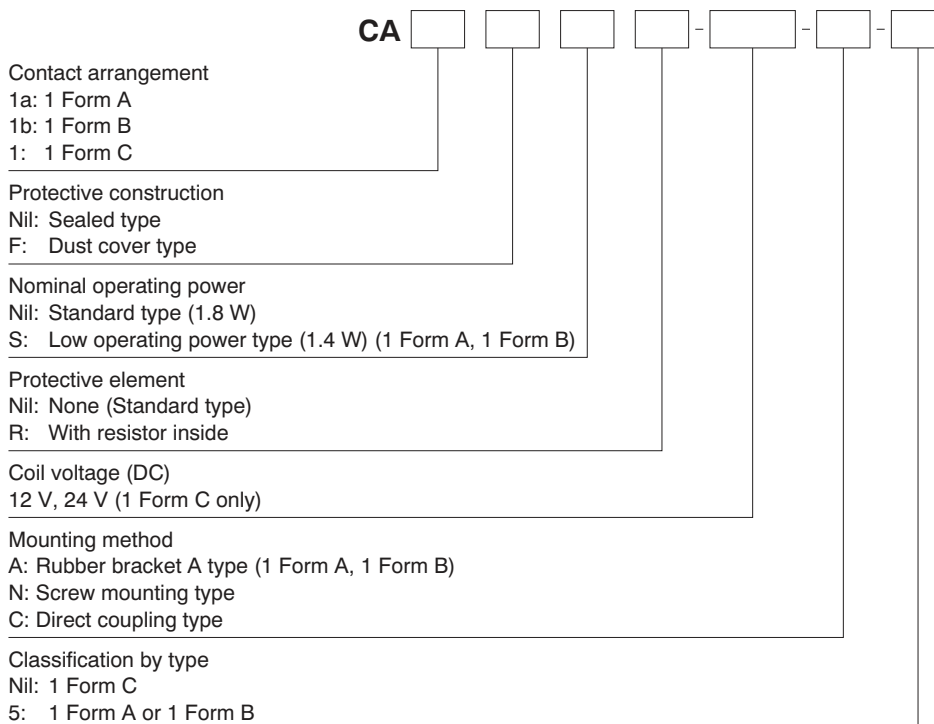 CA - - -
Contact arrangement
1a: 1 Form A
1b: 1 Form B
1: 1 Form C
Protective construction
Nil: Sealed type
F: Dust cover type
Nominal operating power
Nil: Standard type (1.8 W)
S: Low operating power type (1.4 W) (1 Form A, 1 Form B)
Protective element
Nil: None (Standard type)
R: With resistor inside
Coil voltage (DC)
12 V, 24 V (1 Form C only)
Mounting method
A: Rubber bracket A type (1 Form A, 1 Form B)
N: Screw mounting type
C: Direct coupling type
Classification by type
Nil: 1 Form C
5: 1 Form A or 1 Form B